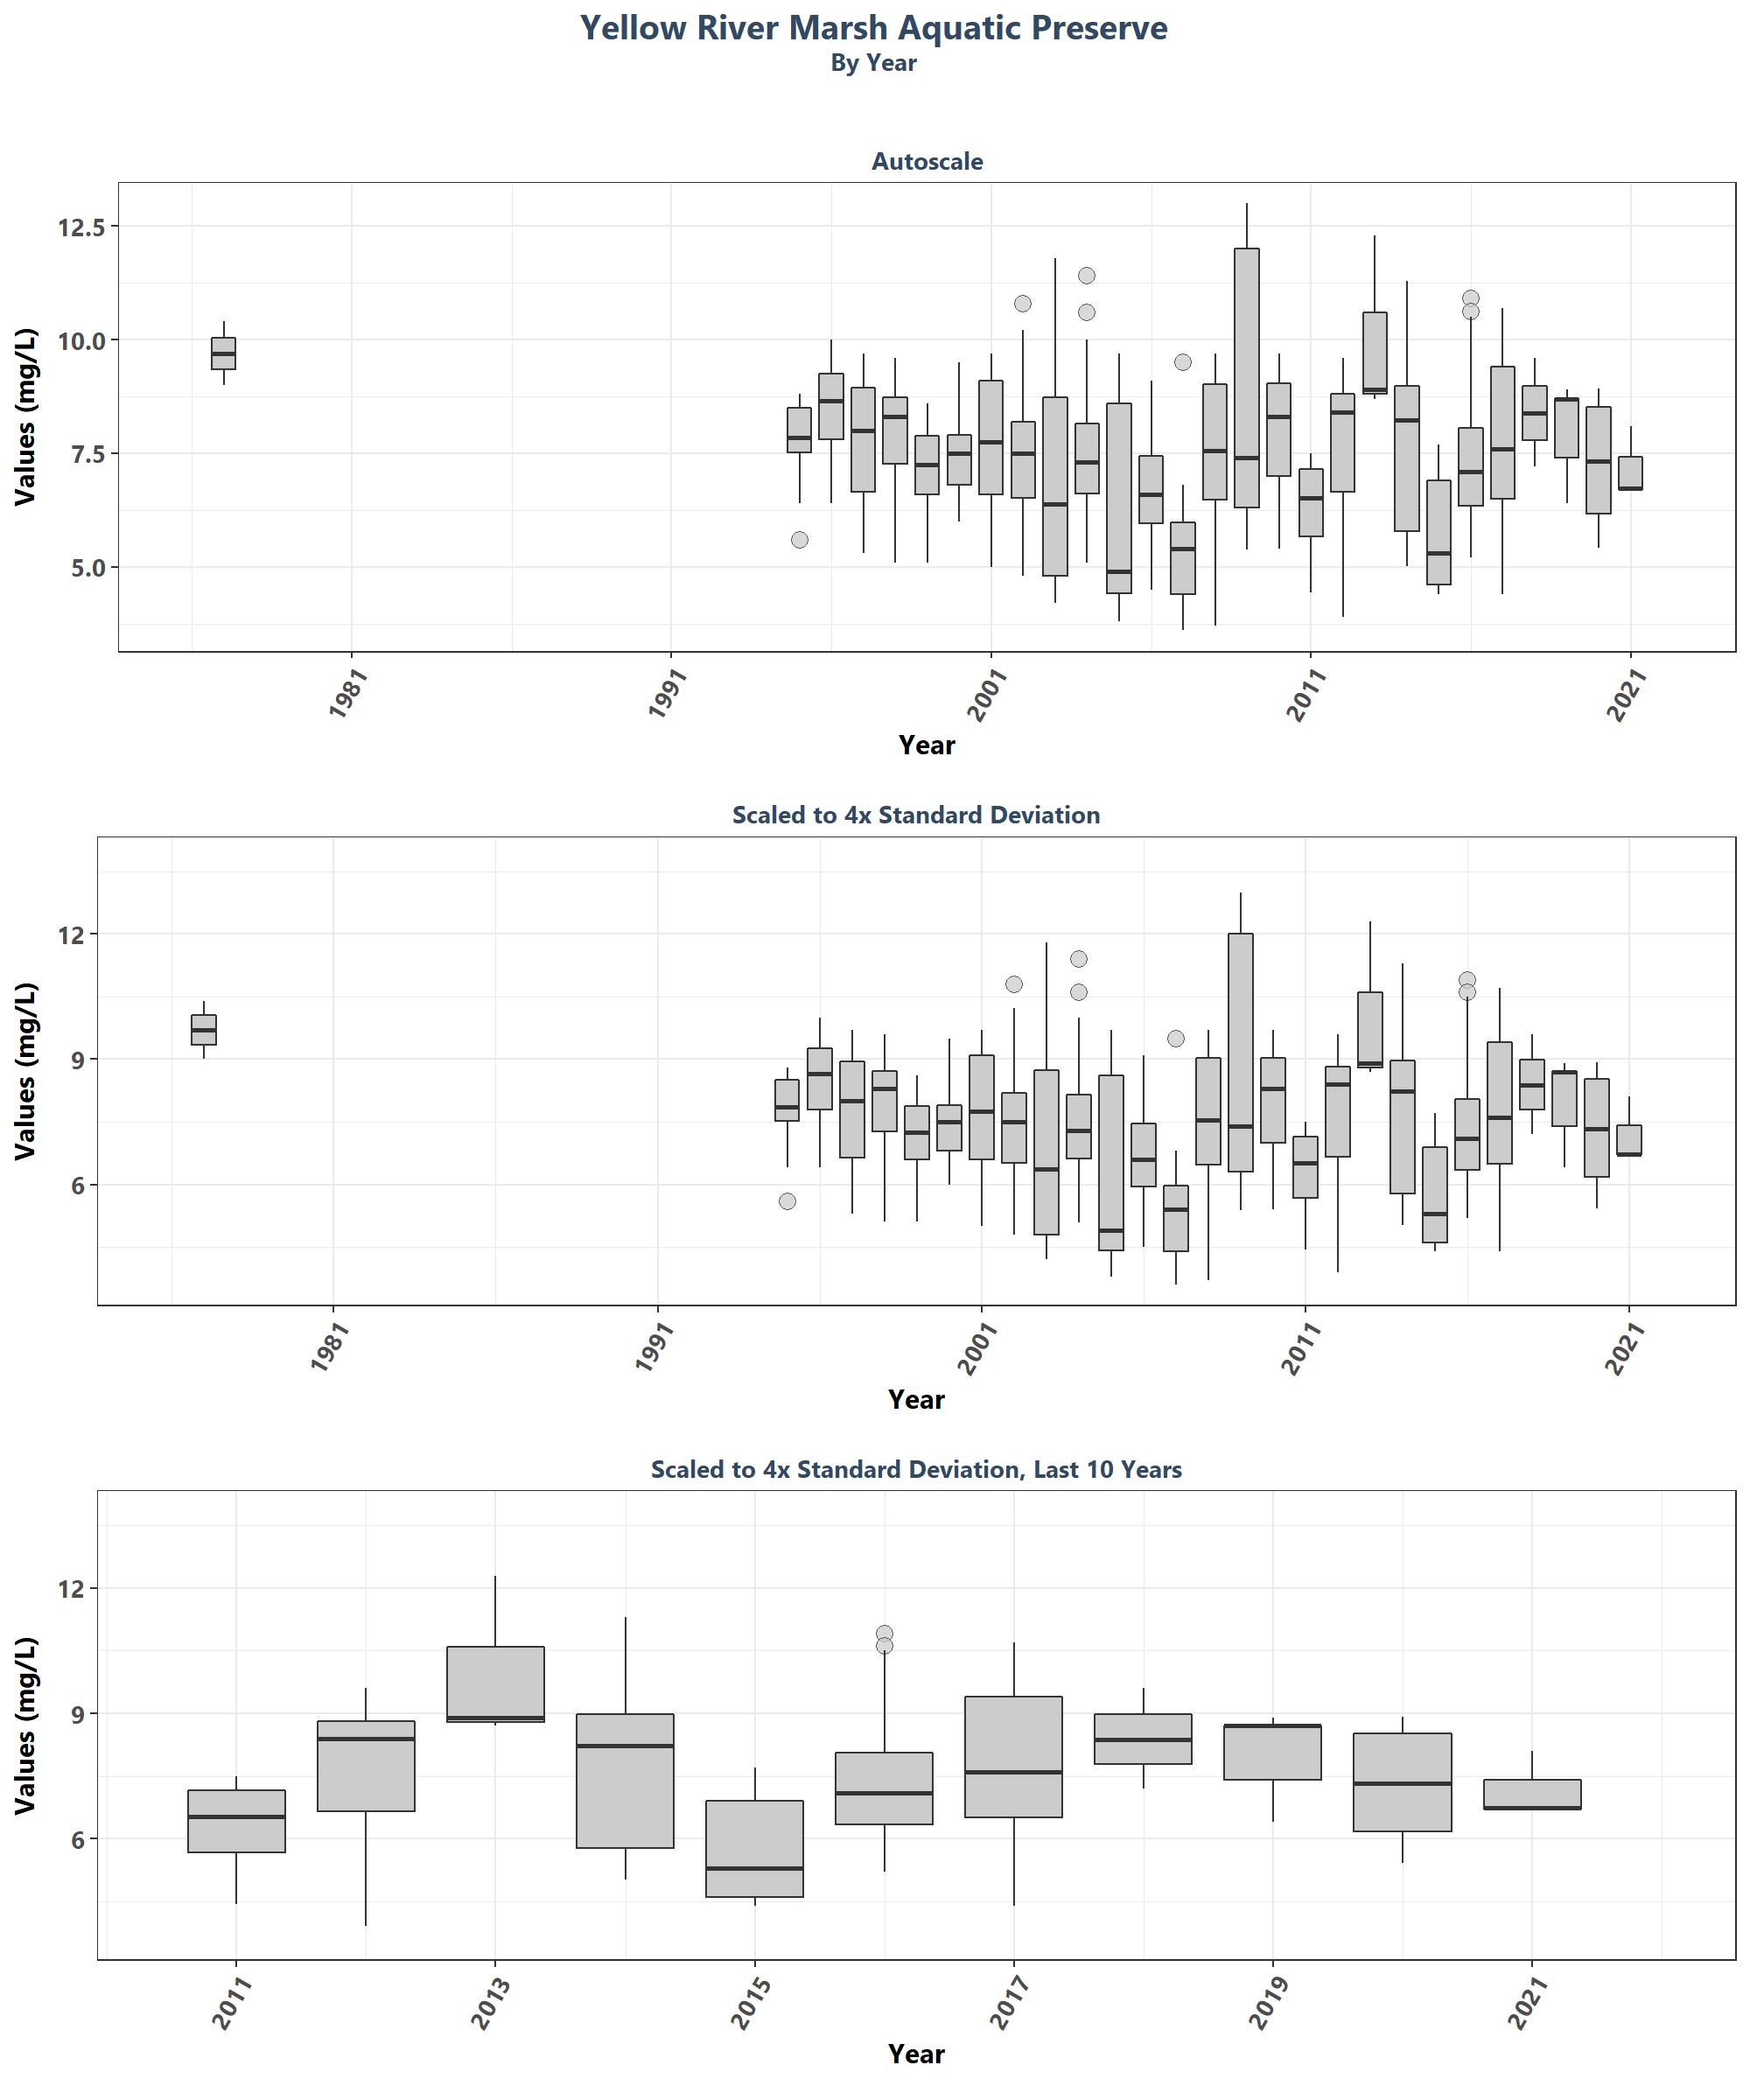 Yellow River Marsh Aquatic Preserve
By Year
Autoscale
Values (mg/L)
12.5
10.0
7.5
5.0
1981
1991
2001
2011
2021
Year
Scaled to 4x Standard Deviation
Values (mg/L)
12
9
6
1981
1991
2001
2011
2021
Year
Scaled to 4x Standard Deviation, Last 10 Years
Values (mg/L)
12
9
6
2011
2013
2015
2017
2019
2021
Year